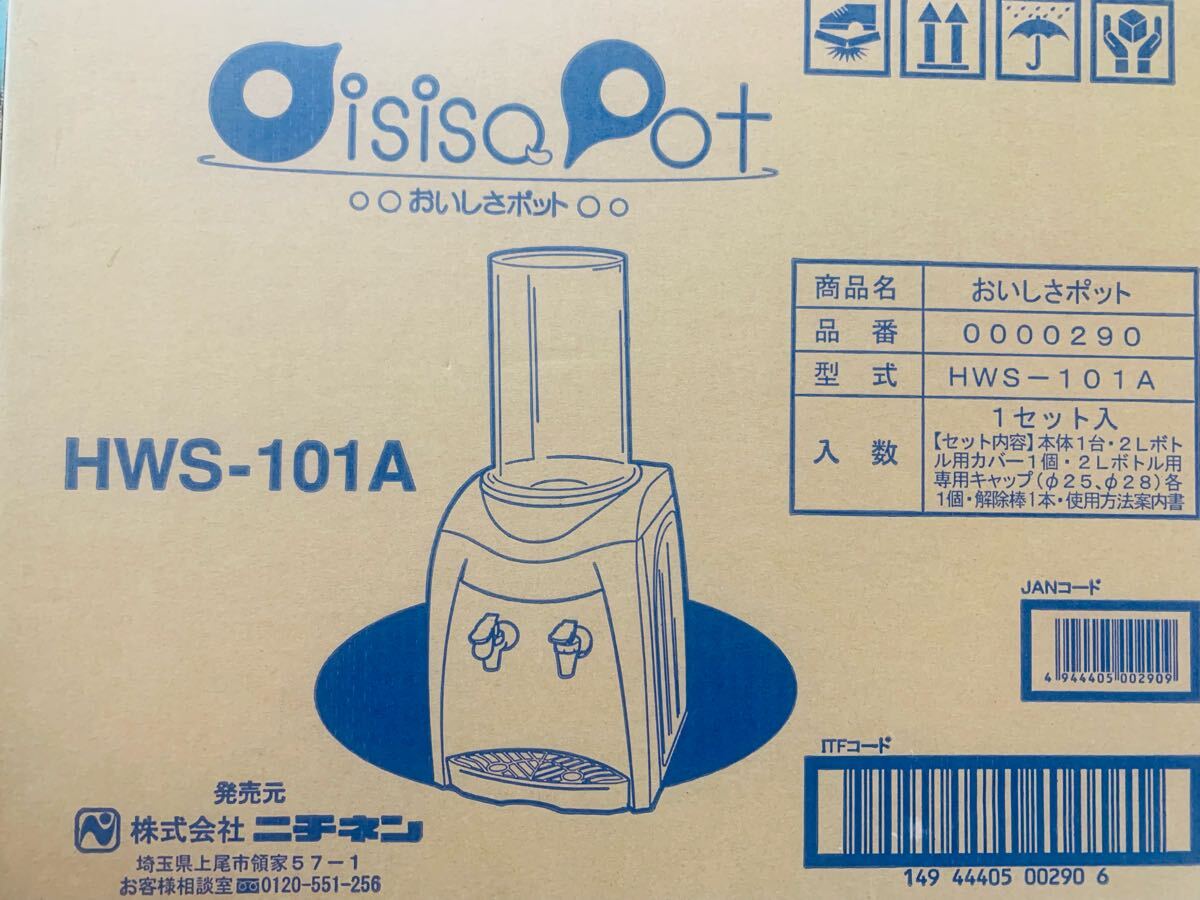 OisisaPot
おいしさポット
HWS-101A
商品名 おいしさポット
品番 0000290
型式 HWS-101A
入数 1セット入
【セット内容】本体1台・2Lボト
ル用カバー1個・2Lボトル用
専用キャップ(φ25、φ28)各
1個・解除棒1本・使用方法案内書
JANコード
4 944405 002909
ITFコード
149 44405 00290 6
発売元
株式会社 ニチネン
埼玉県上尾市領家57-1
お客様相談室 0120-551-256